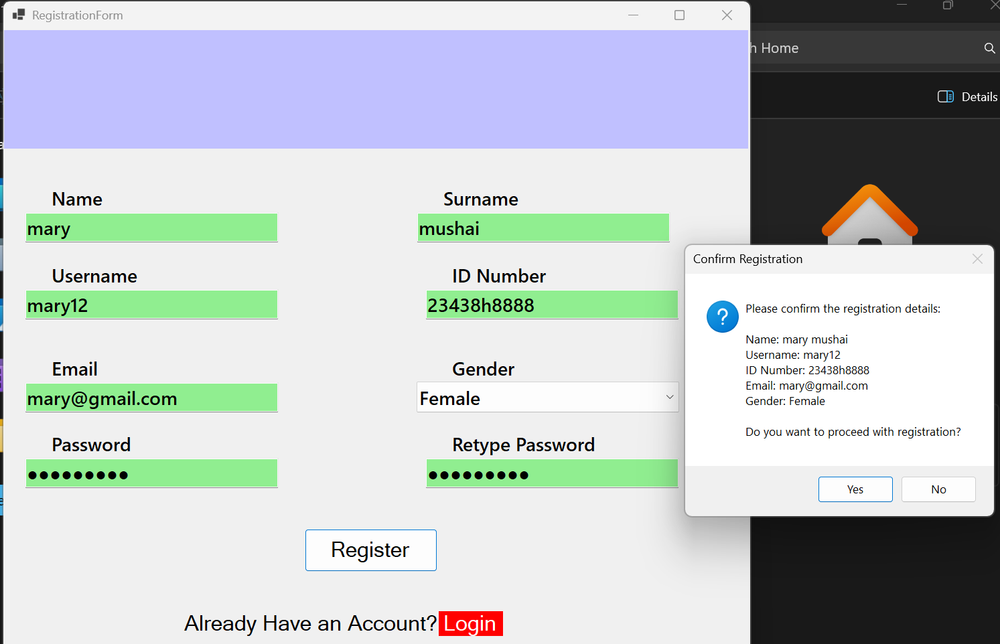 RegistrationForm
h Home
Details
Name
Surname
mary
mushai
Username
ID Number
mary12
23438h8888
Email
Gender
mary@gmail.com
Female
Password
Retype Password
●●●●●●●●●
●●●●●●●●●
Register
Already Have an Account? Login
Confirm Registration
Please confirm the registration details:
Name: mary mushai
Username: mary12
ID Number: 23438h8888
Email: mary@gmail.com
Gender: Female
Do you want to proceed with registration?
Yes
No